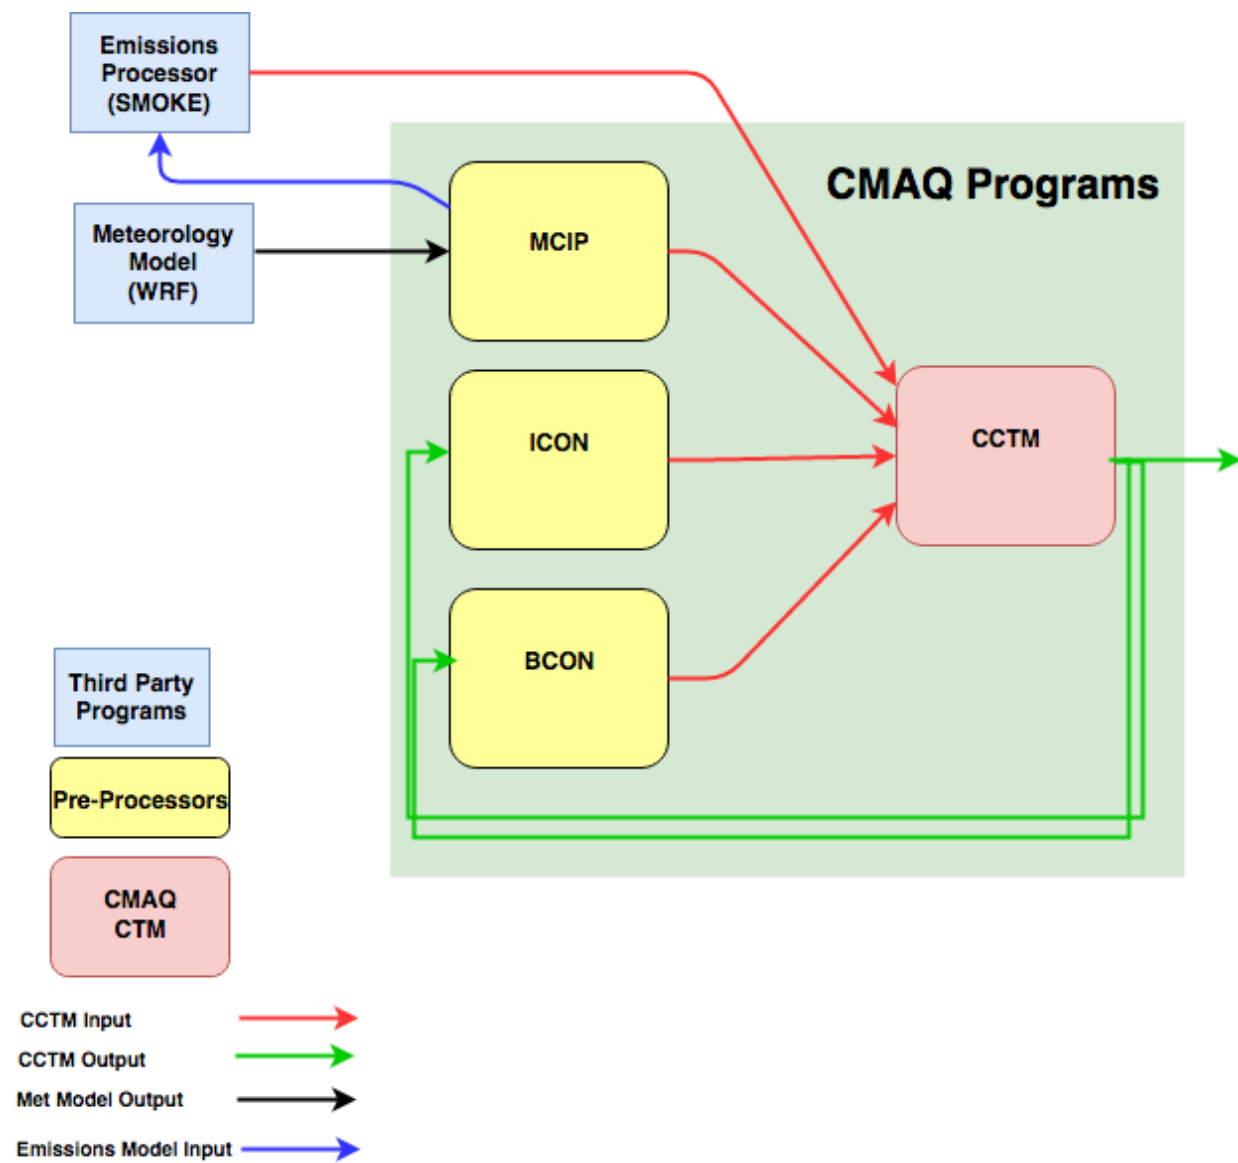 Emissions
Processor
(SMOKE)
CMAQ Programs
Meteorology
Model
(WRF)
MCIP
ICON
CCTM
BCON
Third Party
Programs
Pre-Processors
CMAQ
CTM
CCTM Input
CCTM Output
Met Model Output
Emissions Model Input